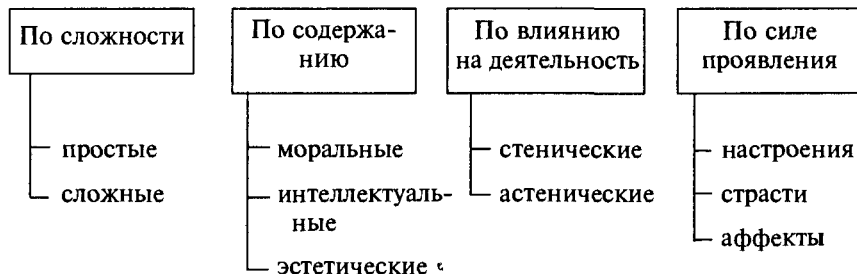 По сложности
простые
сложные
По содержа-
нию
моральные
интеллектуаль-
ные
эстетические
По влиянию
на деятельность
стенические
астенические
По силе
проявления
настроения
страсти
аффекты